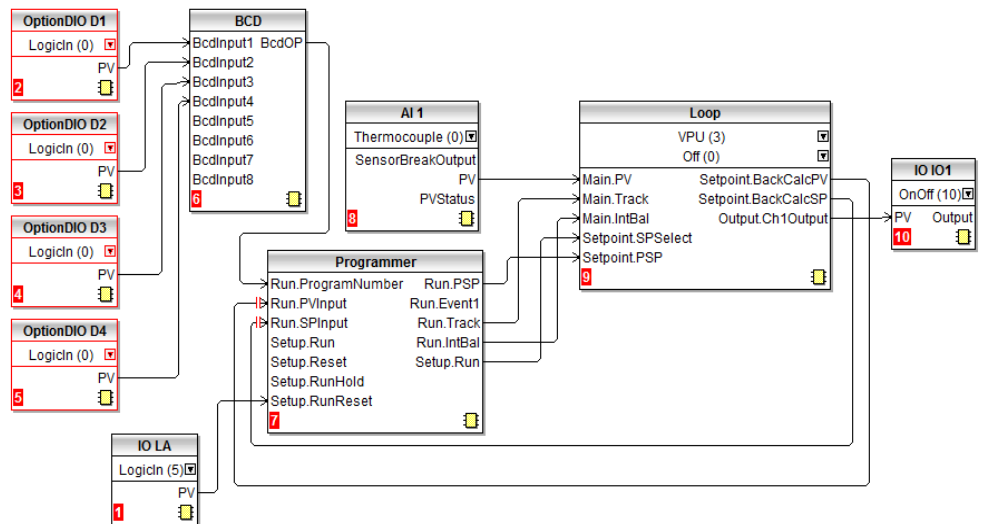 OptionDIO D1
LogicIn (0)
PV
2
OptionDIO D2
LogicIn (0)
PV
3
OptionDIO D3
LogicIn (0)
PV
4
OptionDIO D4
LogicIn (0)
PV
5
IO LA
LogicIn (5)
PV
1
BCD
BcdInput1 BcdOP
BcdInput2
BcdInput3
BcdInput4
BcdInput5
BcdInput6
BcdInput7
BcdInput8
6
AI 1
Thermocouple (0)
SensorBreakOutput
PV
PVStatus
8
Programmer
Run.ProgramNumber Run.PSP
Run.PVInput Run.Event1
Run.SPInput Run.Track
Setup.Run Run.IntBal
Setup.Reset Setup.Run
Setup.RunHold
Setup.RunReset
7
Loop
VPU (3)
Off (0)
Main.PV Setpoint.BackCalcPV
Main.Track Setpoint.BackCalcSP
Main.IntBal Output.Ch1Output
Setpoint.SPSelect
Setpoint.PSP
9
IO IO1
OnOff (10)
PV Output
10